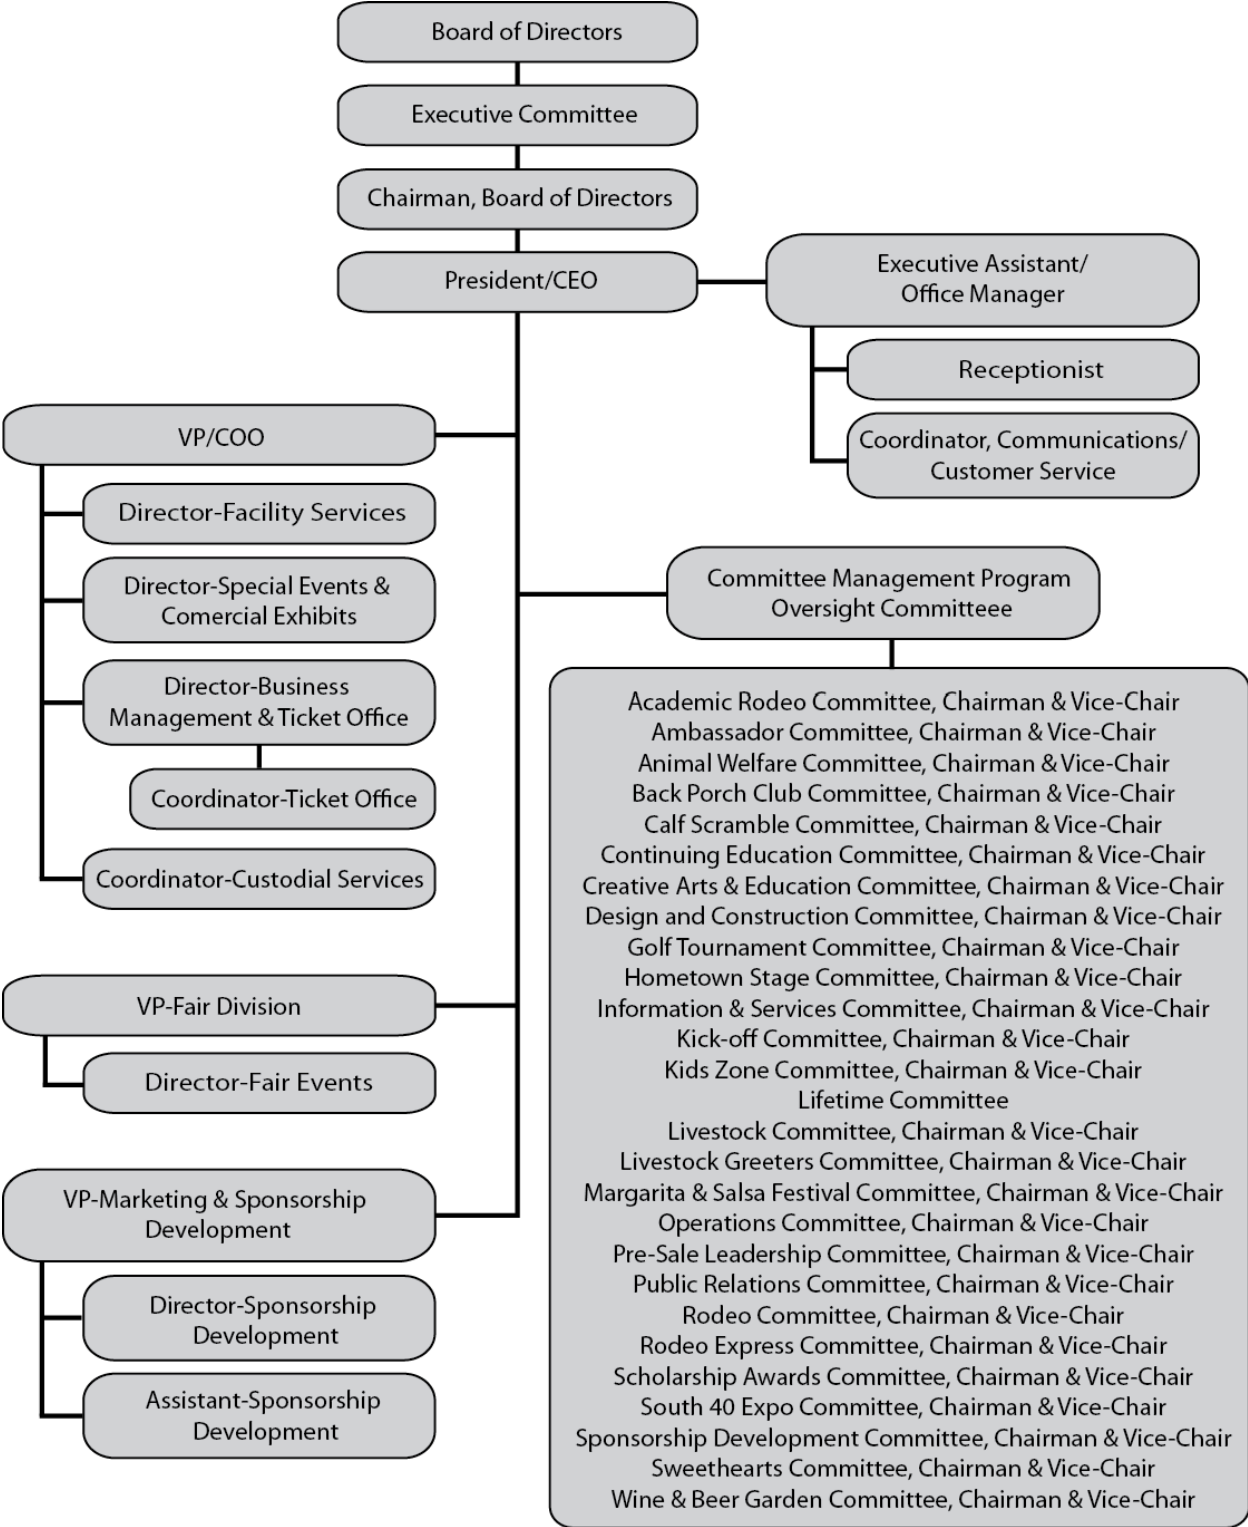 Board of Directors
Executive Committee
Chairman, Board of Directors
President/CEO
Executive Assistant/
Office Manager
Receptionist
Coordinator, Communications/
Customer Service
VP/COO
Director-Facility Services
Director-Special Events &
Comercial Exhibits
Director-Business
Management & Ticket Office
Coordinator-Ticket Office
Coordinator-Custodial Services
VP-Fair Division
Director-Fair Events
VP-Marketing & Sponsorship
Development
Director-Sponsorship
Development
Assistant-Sponsorship
Development
Committee Management Program
Oversight Committeee
Academic Rodeo Committee, Chairman & Vice-Chair
Ambassador Committee, Chairman & Vice-Chair
Animal Welfare Committee, Chairman & Vice-Chair
Back Porch Club Committee, Chairman & Vice-Chair
Calf Scramble Committee, Chairman & Vice-Chair
Continuing Education Committee, Chairman & Vice-Chair
Creative Arts & Education Committee, Chairman & Vice-Chair
Design and Construction Committee, Chairman & Vice-Chair
Golf Tournament Committee, Chairman & Vice-Chair
Hometown Stage Committee, Chairman & Vice-Chair
Information & Services Committee, Chairman & Vice-Chair
Kick-off Committee, Chairman & Vice-Chair
Kids Zone Committee, Chairman & Vice-Chair
Lifetime Committee
Livestock Committee, Chairman & Vice-Chair
Livestock Greeters Committee, Chairman & Vice-Chair
Margarita & Salsa Festival Committee, Chairman & Vice-Chair
Operations Committee, Chairman & Vice-Chair
Pre-Sale Leadership Committee, Chairman & Vice-Chair
Public Relations Committee, Chairman & Vice-Chair
Rodeo Committee, Chairman & Vice-Chair
Rodeo Express Committee, Chairman & Vice-Chair
Scholarship Awards Committee, Chairman & Vice-Chair
South 40 Expo Committee, Chairman & Vice-Chair
Sponsorship Development Committee, Chairman & Vice-Chair
Sweethearts Committee, Chairman & Vice-Chair
Wine & Beer Garden Committee, Chairman & Vice-Chair